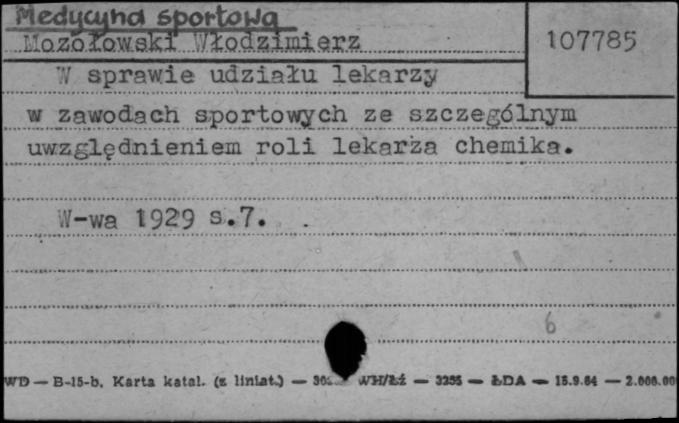 Medycyna sportowa
Mozołowski Włodzimierz
107785
W sprawie udziału lekarzy
w zawodach sportowych ze szczególnym
uwzględnieniem roli lekarza chemika.
W-wa 1929 s.7.
6
WD — B-15-b. Karta katal. (z liniat.) — WH/Łź — 3255 — ŁDA — 15.9.64 — 2.000.00